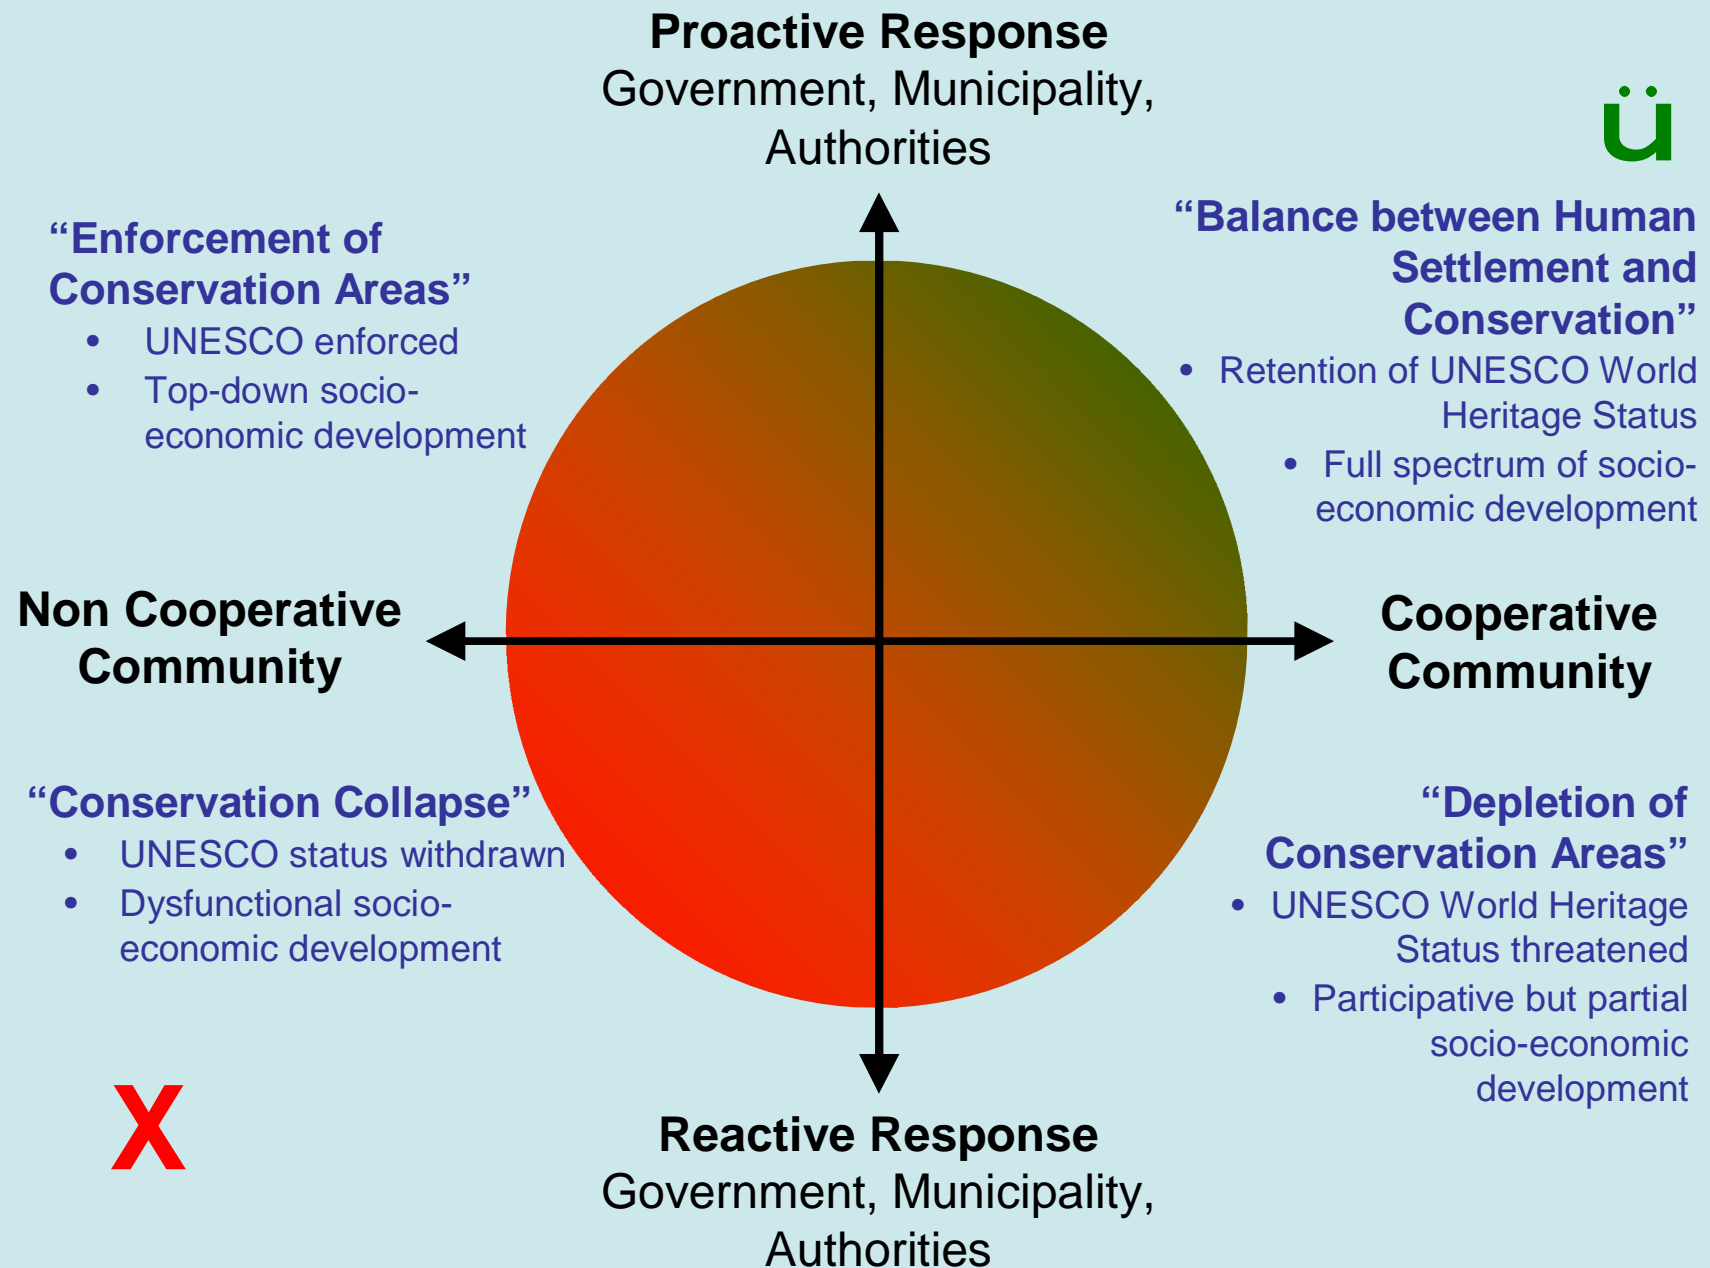 Proactive Response
Government, Municipality,
Authorities
ü
“Enforcement of
Conservation Areas”
• UNESCO enforced
• Top-down socio-
economic development
“Balance between Human
Settlement and
Conservation”
• Retention of UNESCO World
Heritage Status
• Full spectrum of socio-
economic development
Non Cooperative
Community
Cooperative
Community
“Conservation Collapse”
• UNESCO status withdrawn
• Dysfunctional socio-
economic development
“Depletion of
Conservation Areas”
• UNESCO World Heritage
Status threatened
• Participative but partial
socio-economic
development
X
Reactive Response
Government, Municipality,
Authorities